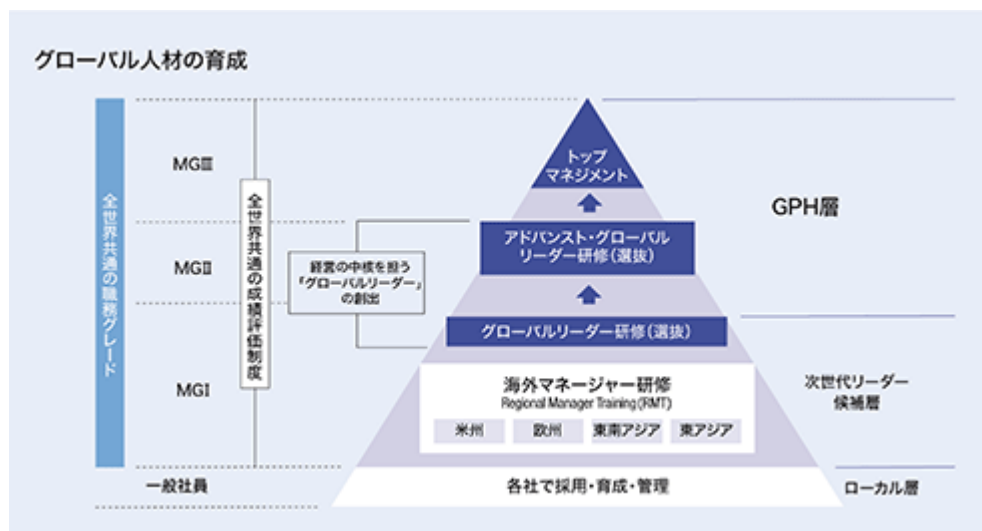 グローバル人材の育成
全世界共通の職務グレード
MGⅢ
MGⅡ
MGⅠ
一般社員
全世界共通の成績評価制度
経営の中核を担う
「グローバルリーダー」
の創出
トップ
マネジメント
アドバンスト・グローバル
リーダー研修(選抜)
グローバルリーダー研修(選抜)
海外マネージャー研修
Regional Manager Training(RMT)
米州
欧州
東南アジア
東アジア
各社で採用・育成・管理
GPH層
次世代リーダー
候補層
ローカル層